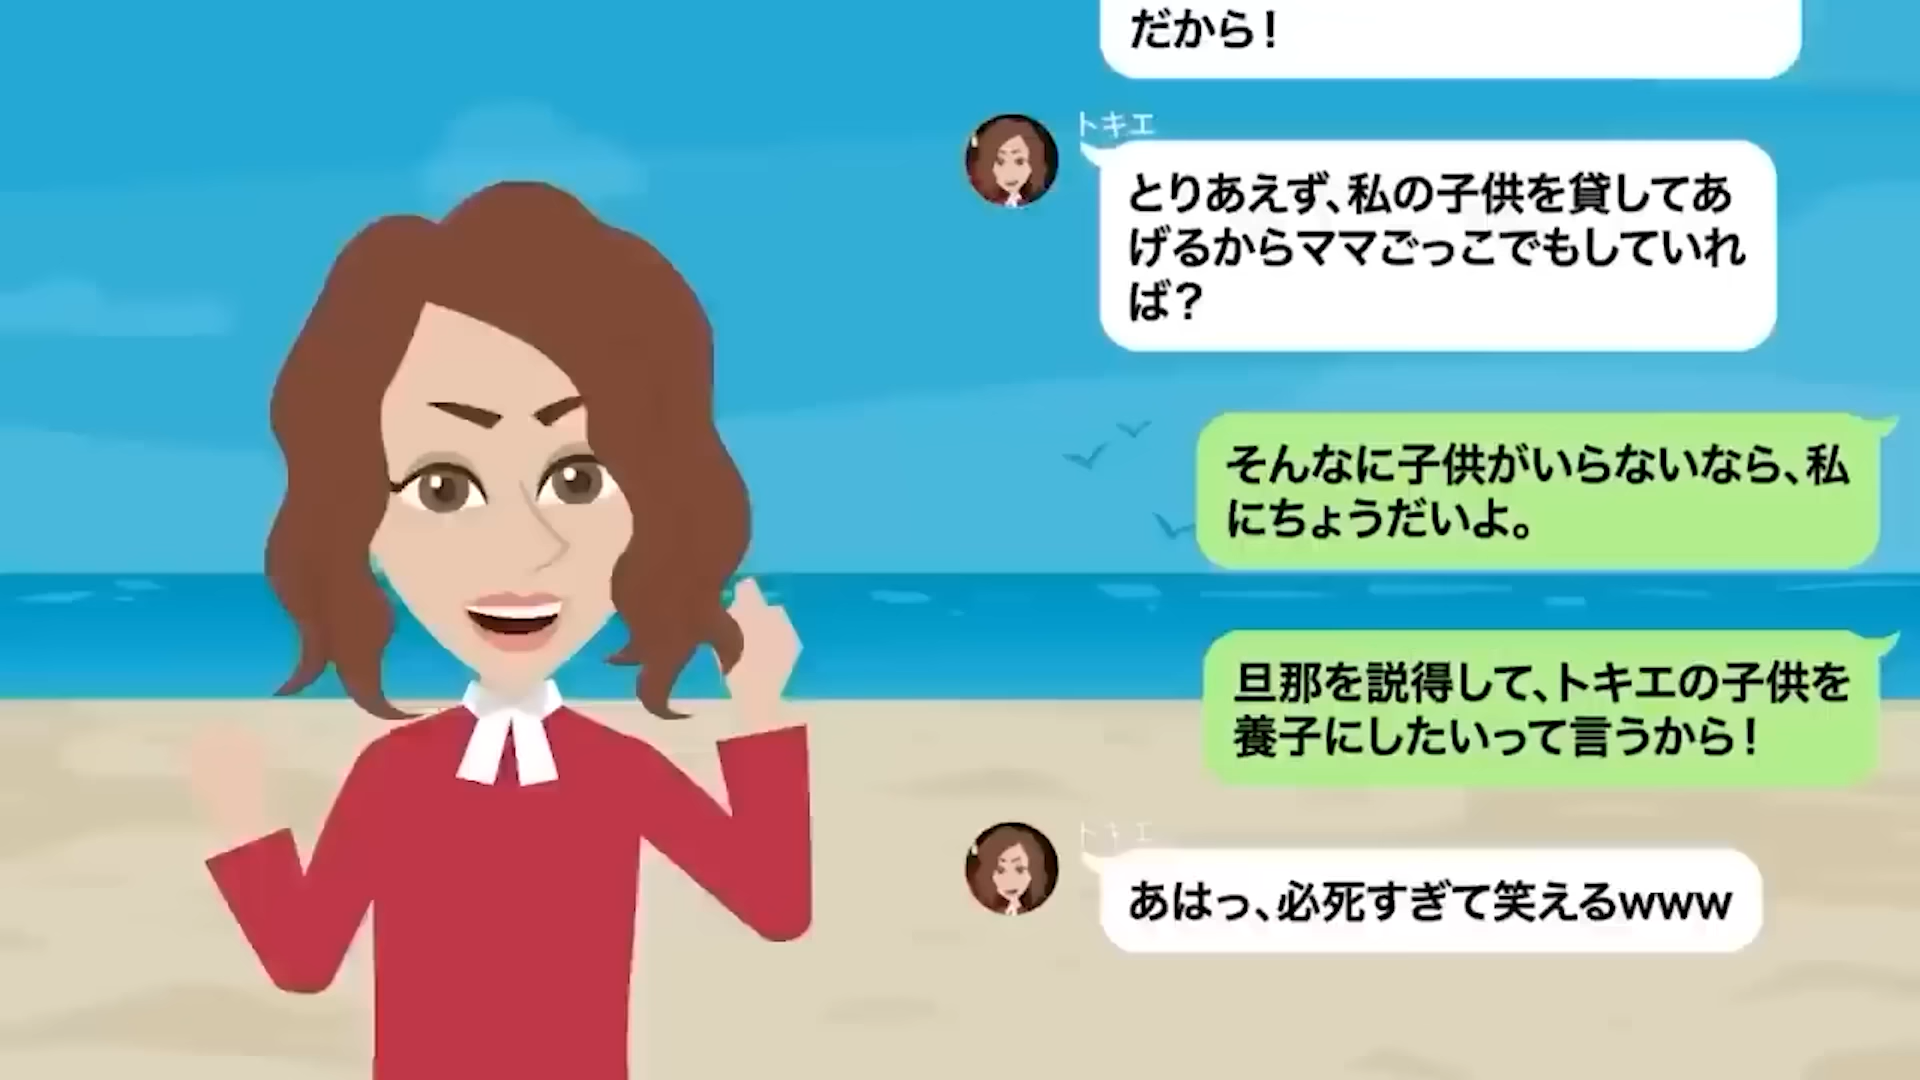 だから!
トキエ
とりあえず、私の子供を貸してあ
げるからママごっこでもしていれ
ば?
そんなに子供がいらないなら、私
にちょうだいよ。
旦那を説得して、トキエの子供を
養子にしたいって言うから!
トキエ
あはっ、必死すぎて笑えるwww